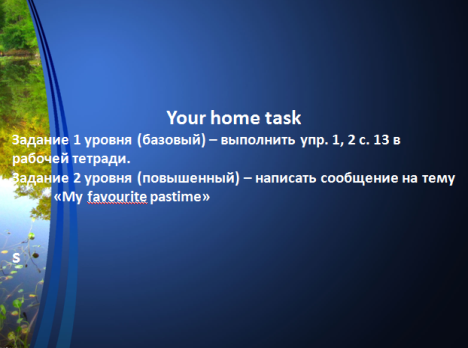 Your home task
Задание 1 уровня (базовый) – выполнить упр. 1, 2 с. 13 в
рабочей тетради.
Задание 2 уровня (повышенный) – написать сообщение на тему
«My favourite pastime»
S